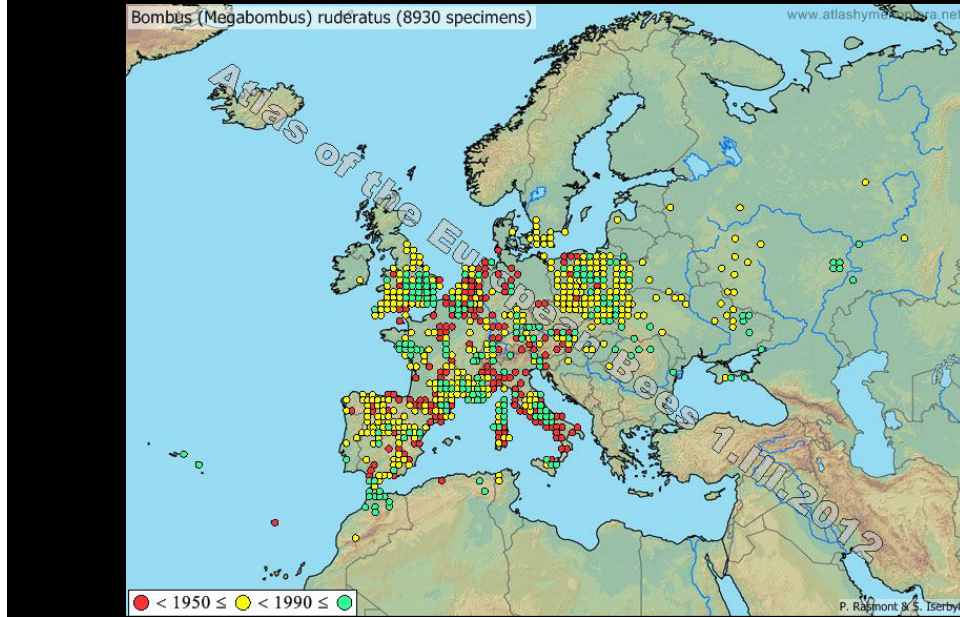 Bombus (Megabombus) ruderatus (8930 specimens)
www.atlashymenoptera.net
Atlas of the European Bees 1.III.2012
< 1950 ≤ < 1990 ≤
P. Rasmont & S. Iserbyt